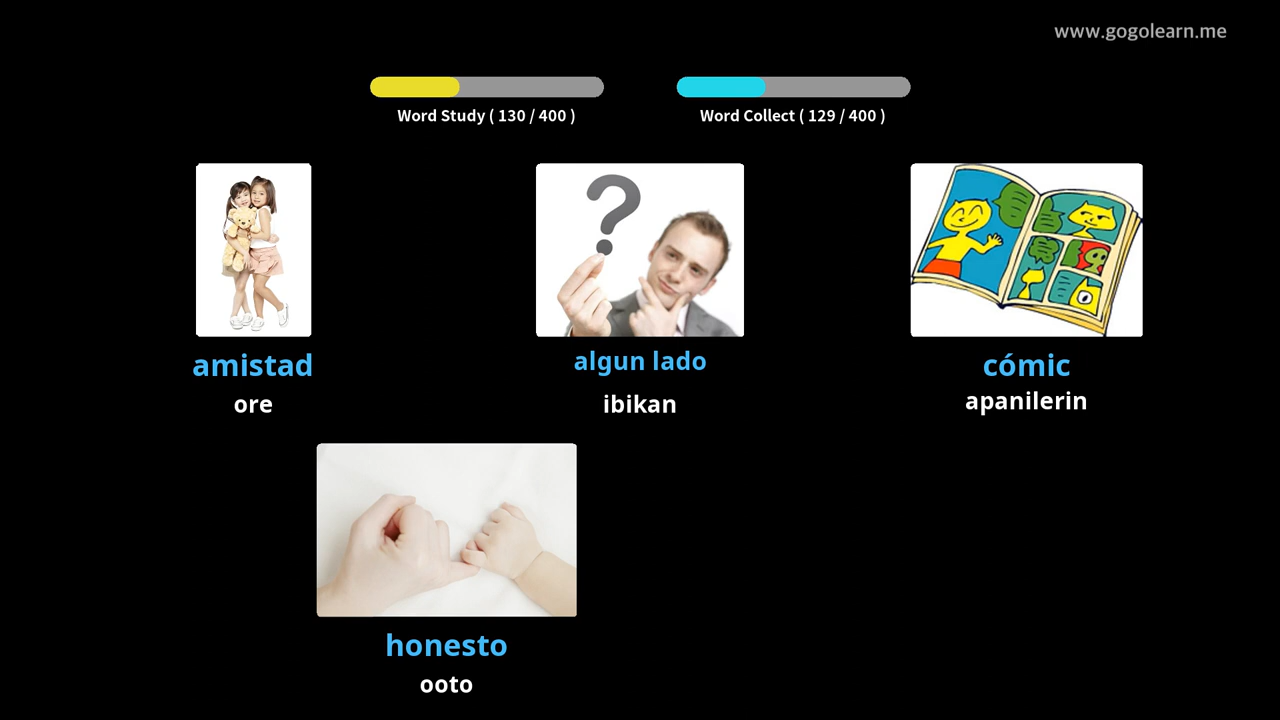 www.gogolearn.me
Word Study ( 130 / 400 )
Word Collect ( 129 / 400 )
amistad
ore
algun lado
ibikan
cómic
apanilerin
honesto
ooto